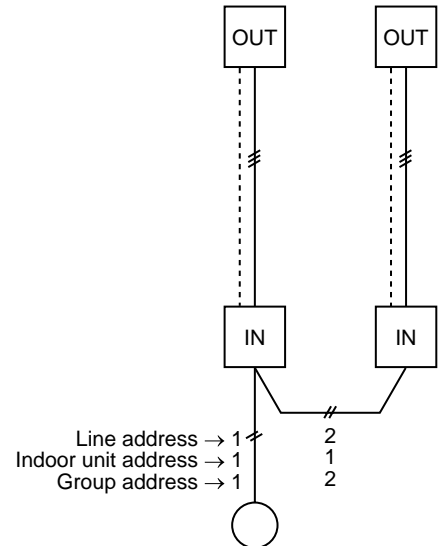 OUT OUT
IN IN
Line address → 1 2
Indoor unit address → 1 1
Group address → 1 2